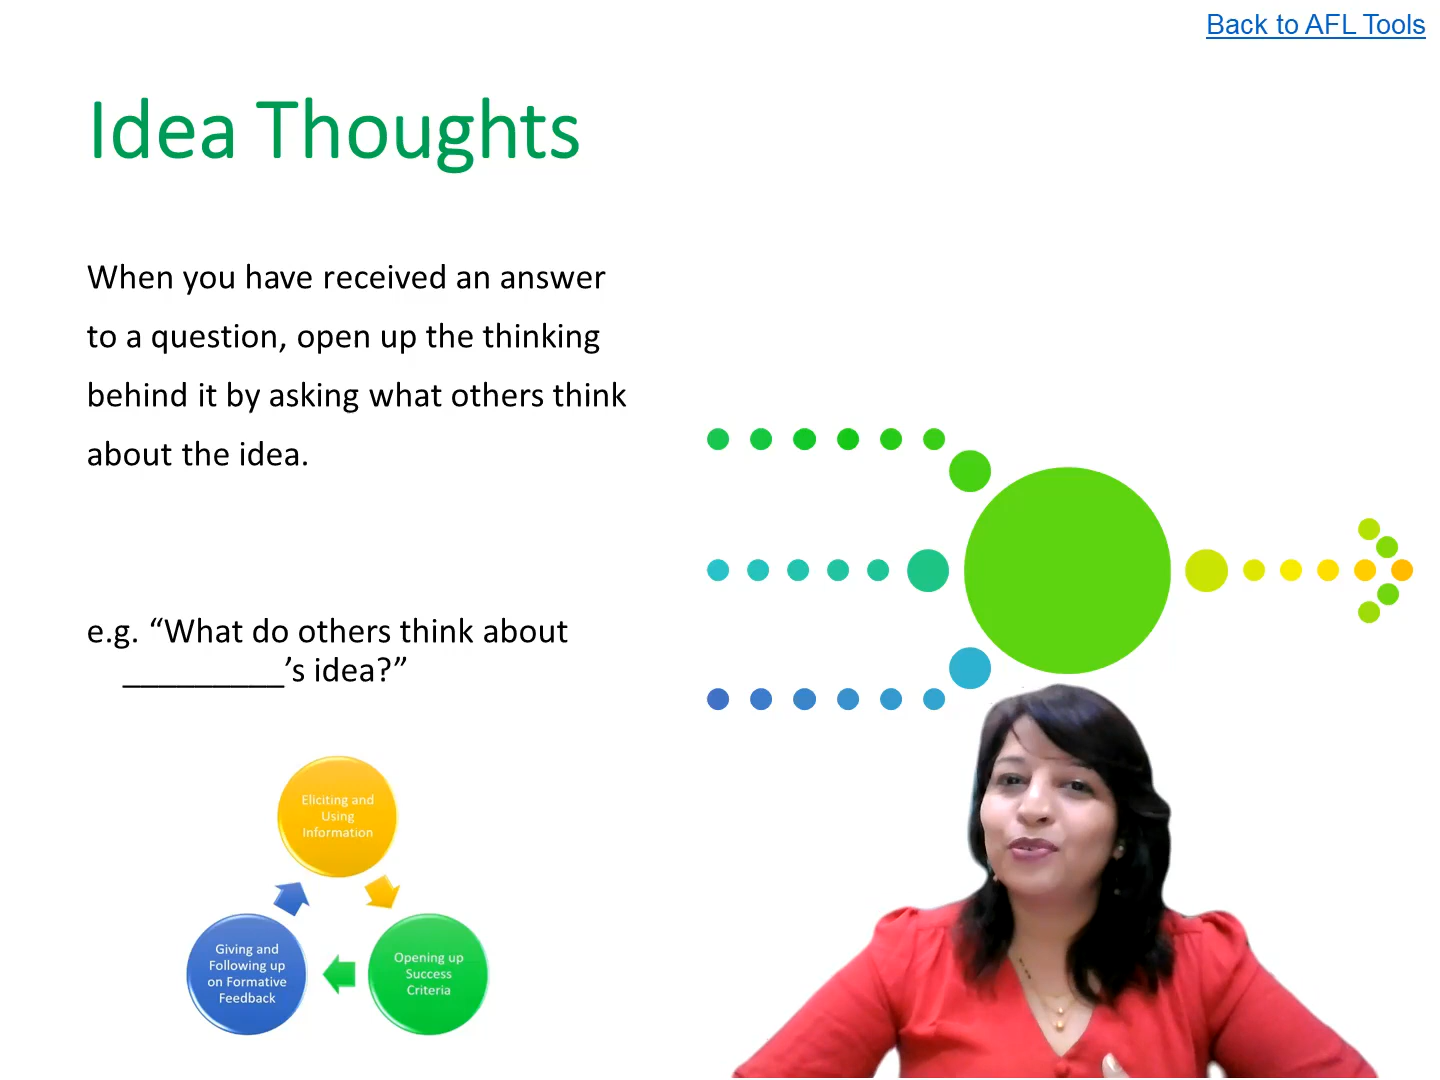 Back to AFL Tools
Idea Thoughts
When you have received an answer
to a question, open up the thinking
behind it by asking what others think
about the idea.
e.g. “What do others think about
_________’s idea?”
Eliciting and
Using
Information
Giving and
Following up
on Formative
Feedback
Opening up
Success
Criteria